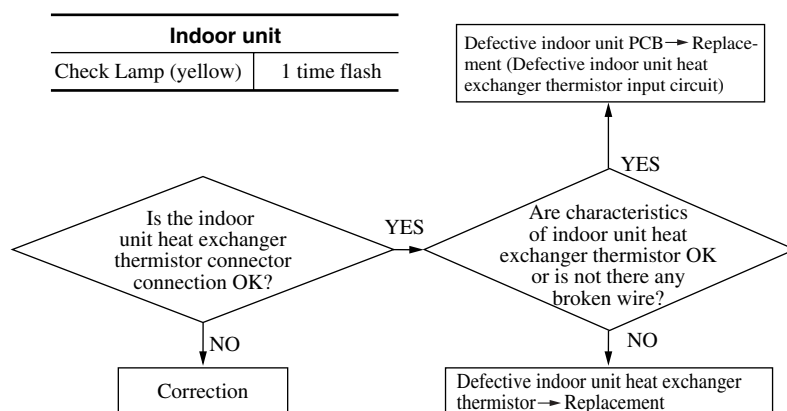 Indoor unit
Check Lamp (yellow) 1 time flash
Defective indoor unit PCB→ Replace-
ment (Defective indoor unit heat
exchanger thermistor input circuit)
YES
Is the indoor
unit heat exchanger
thermistor connector
connection OK?
YES
Are characteristics
of indoor unit heat
exchanger thermistor OK
or is not there any
broken wire?
NO
NO
Correction
Defective indoor unit heat exchanger
thermistor→ Replacement